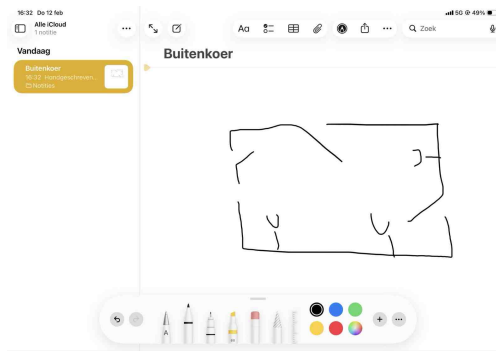 16:32 Do 12 feb
5G 49%
Alle iCloud
1 notitie
Aa
Zoek
Vandaag
Buitenkoer
Buitenkoer
16:32 Handgeschreven...
Notities
A